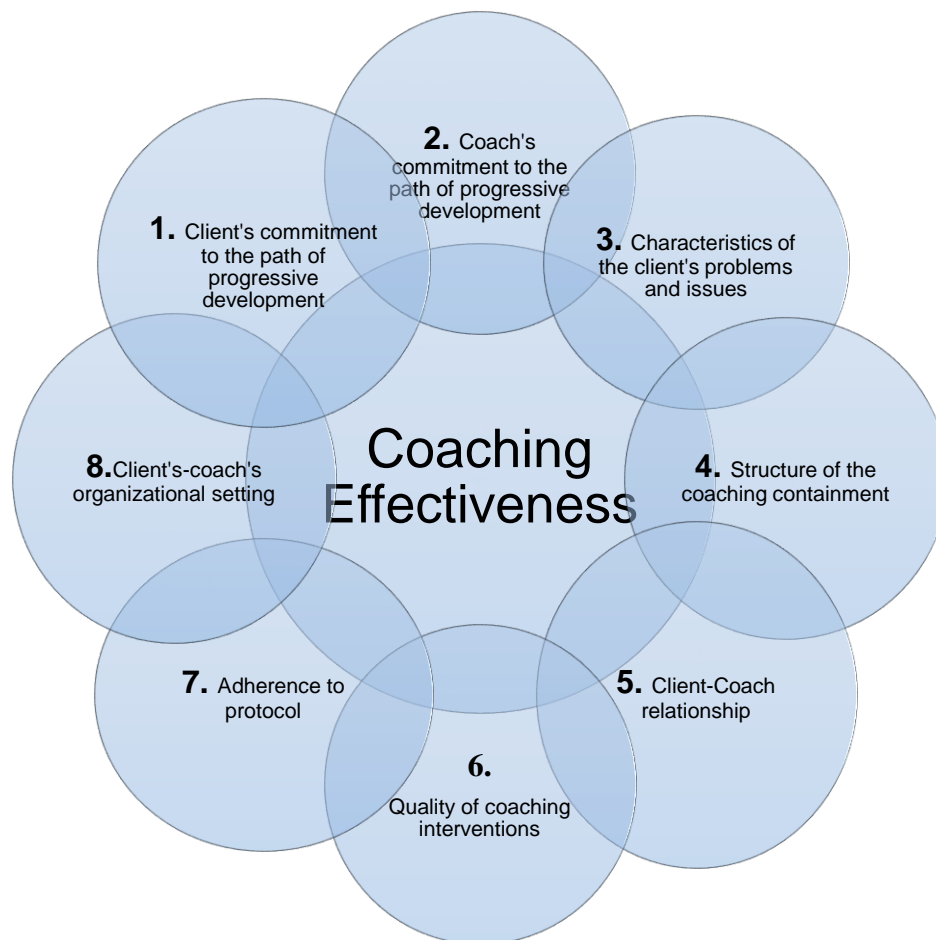 1. Client's commitment
to the path of
progressive
development
2. Coach's
commitment to the
path of progressive
development
3. Characteristics of
the client's problems
and issues
4. Structure of the
coaching containment
5. Client-Coach
relationship
6.
Quality of coaching
interventions
7. Adherence to
protocol
8.Client's-coach's
organizational setting
Coaching
Effectiveness